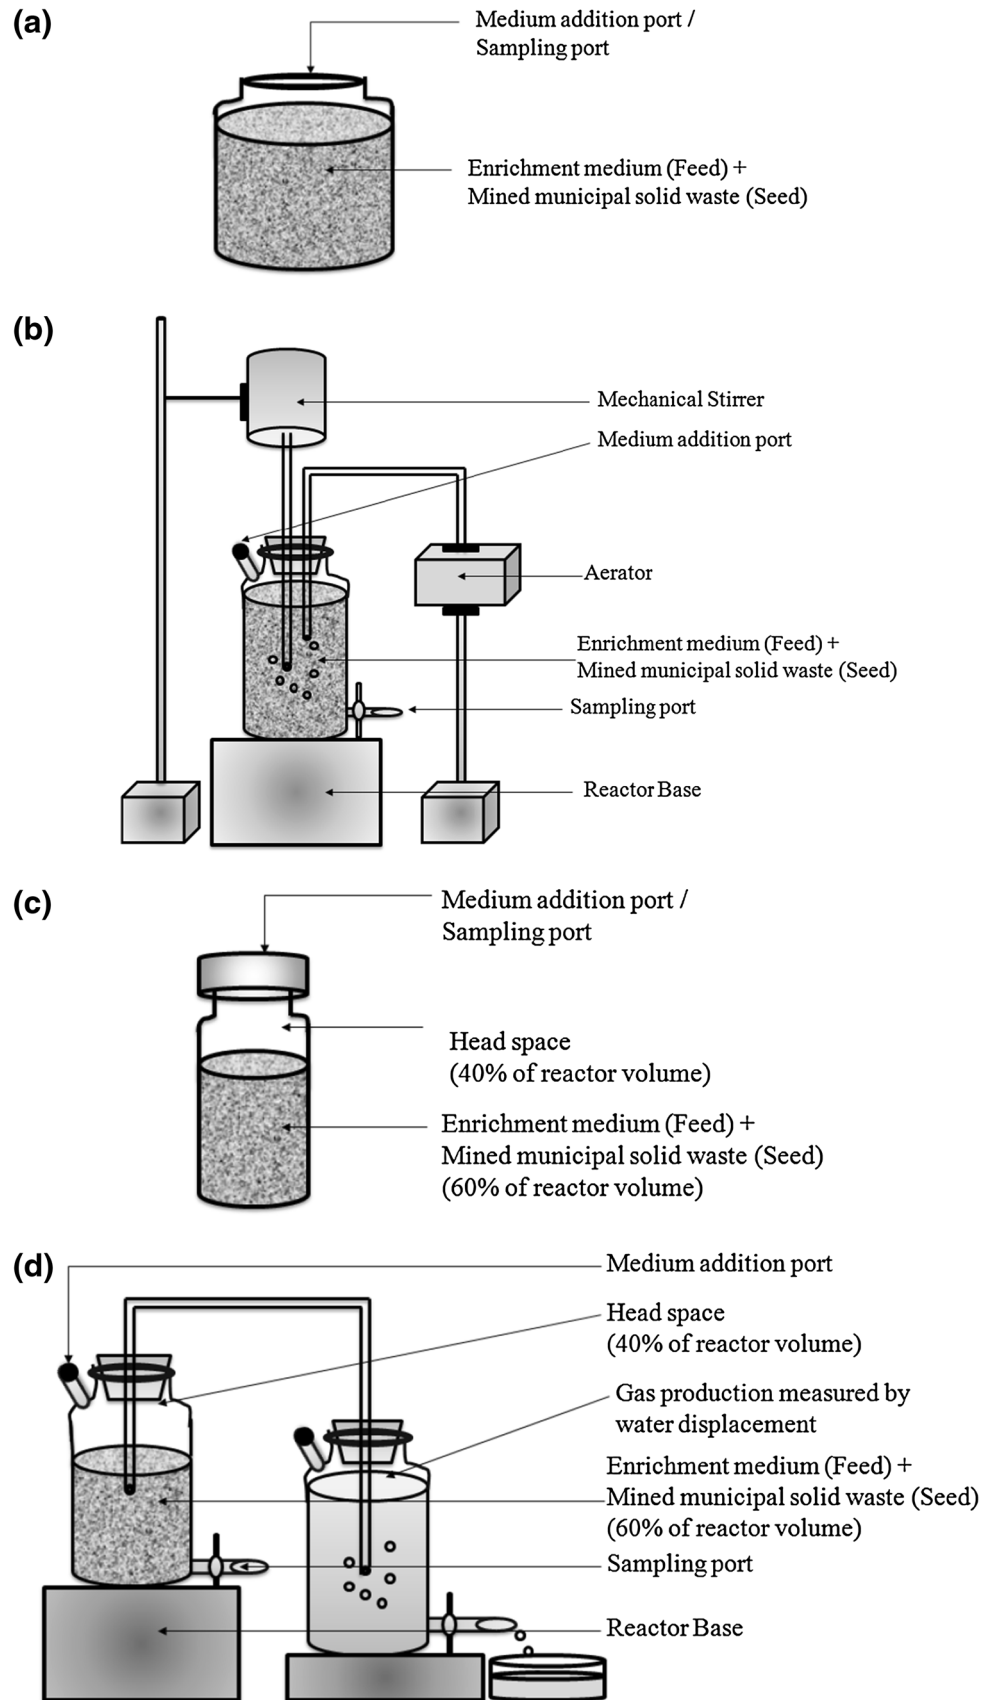 (a)
Medium addition port /
Sampling port
Enrichment medium (Feed) +
Mined municipal solid waste (Seed)
(b)
Mechanical Stirrer
Medium addition port
Aerator
Enrichment medium (Feed) +
Mined municipal solid waste (Seed)
Sampling port
Reactor Base
(c)
Medium addition port /
Sampling port
Head space
(40% of reactor volume)
Enrichment medium (Feed) +
Mined municipal solid waste (Seed)
(60% of reactor volume)
(d)
Medium addition port
Head space
(40% of reactor volume)
Gas production measured by
water displacement
Enrichment medium (Feed) +
Mined municipal solid waste (Seed)
(60% of reactor volume)
Sampling port
Reactor Base